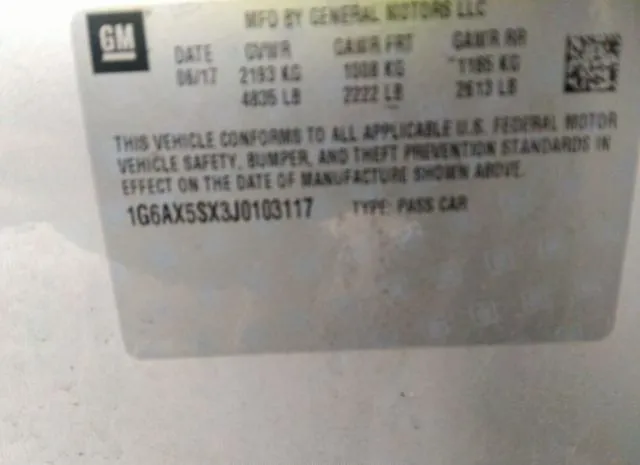 MFD BY GENERAL MOTORS LLC
GM
DATE GVWR GAWR FRT GAWR RR
06/17 2193 KG 1008 KG 1185 KG
4835 LB 2222 LB 2613 LB
THIS VEHICLE CONFORMS TO ALL APPLICABLE U.S. FEDERAL MOTOR
VEHICLE SAFETY, BUMPER, AND THEFT PREVENTION STANDARDS IN
EFFECT ON THE DATE OF MANUFACTURE SHOWN ABOVE.
1G6AX5SX3J0103117 TYPE: PASS CAR